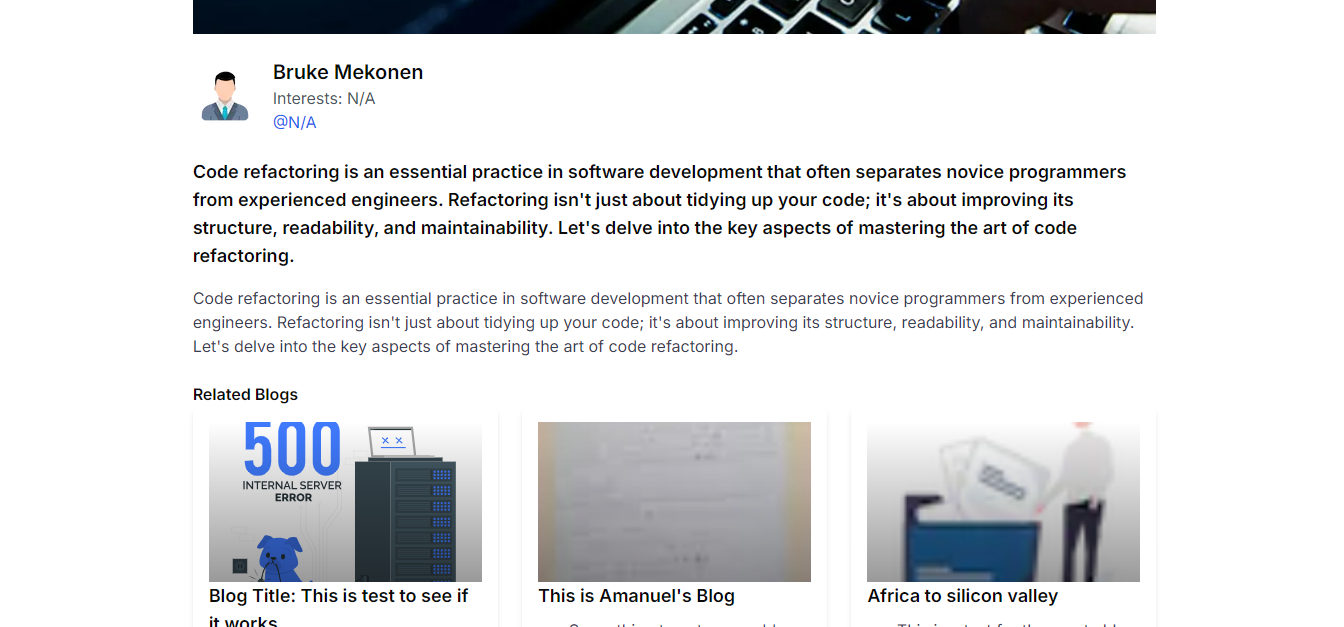 Bruke Mekonen
Interests: N/A
@N/A
Code refactoring is an essential practice in software development that often separates novice programmers
from experienced engineers. Refactoring isn't just about tidying up your code; it's about improving its
structure, readability, and maintainability. Let's delve into the key aspects of mastering the art of code
refactoring.
Code refactoring is an essential practice in software development that often separates novice programmers from experienced
engineers. Refactoring isn't just about tidying up your code; it's about improving its structure, readability, and maintainability.
Let's delve into the key aspects of mastering the art of code refactoring.
Related Blogs
500
INTERNAL SERVER
ERROR
Blog Title: This is test to see if
it works
This is Amanuel's Blog
Africa to silicon valley